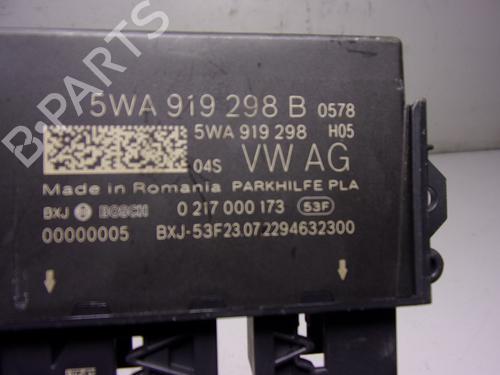 B-PARTS
5WA 919 298 B 0578
5WA 919 298 H05
04S VW AG
Made in Romania PARKHILFE PLA
BXJ BOSCH 0 217 000 173 53F
00000005 BXJ-53F23.07.2294632300